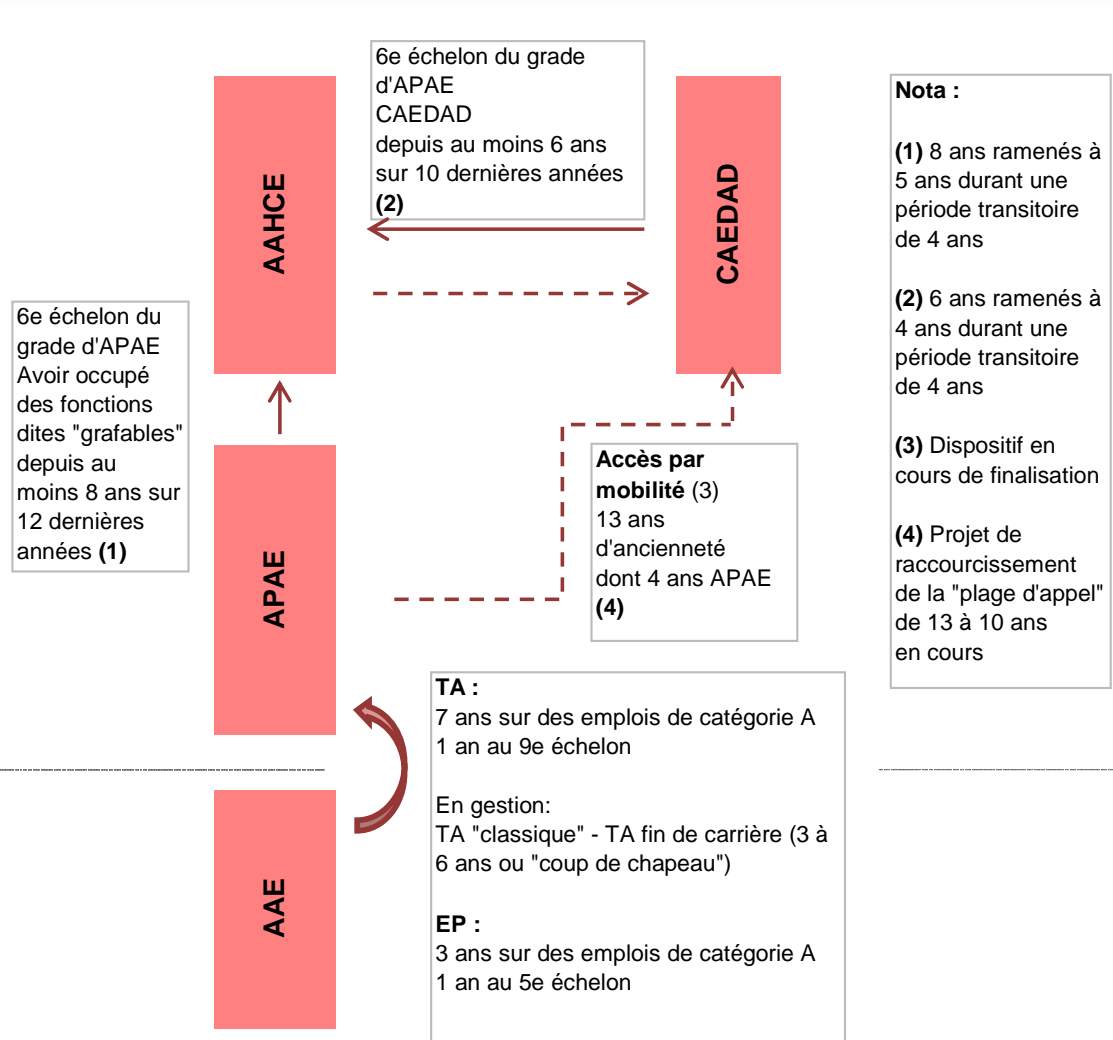 6e échelon du grade
d'APAE
CAEDAD
depuis au moins 6 ans
sur 10 dernières années
(2)
AAHCE
CAEDAD
Nota :
(1) 8 ans ramenés à
5 ans durant une
période transitoire
de 4 ans
(2) 6 ans ramenés à
4 ans durant une
période transitoire
de 4 ans
(3) Dispositif en
cours de finalisation
(4) Projet de
raccourcissement
de la "plage d'appel"
de 13 à 10 ans
en cours
6e échelon du
grade d'APAE
Avoir occupé
des fonctions
dites "grafables"
depuis au
moins 8 ans sur
12 dernières
années (1)
APAE
Accès par
mobilité (3)
13 ans
d'ancienneté
dont 4 ans APAE
(4)
TA :
7 ans sur des emplois de catégorie A
1 an au 9e échelon
En gestion:
TA "classique" - TA fin de carrière (3 à
6 ans ou "coup de chapeau")
EP :
3 ans sur des emplois de catégorie A
1 an au 5e échelon
AAE